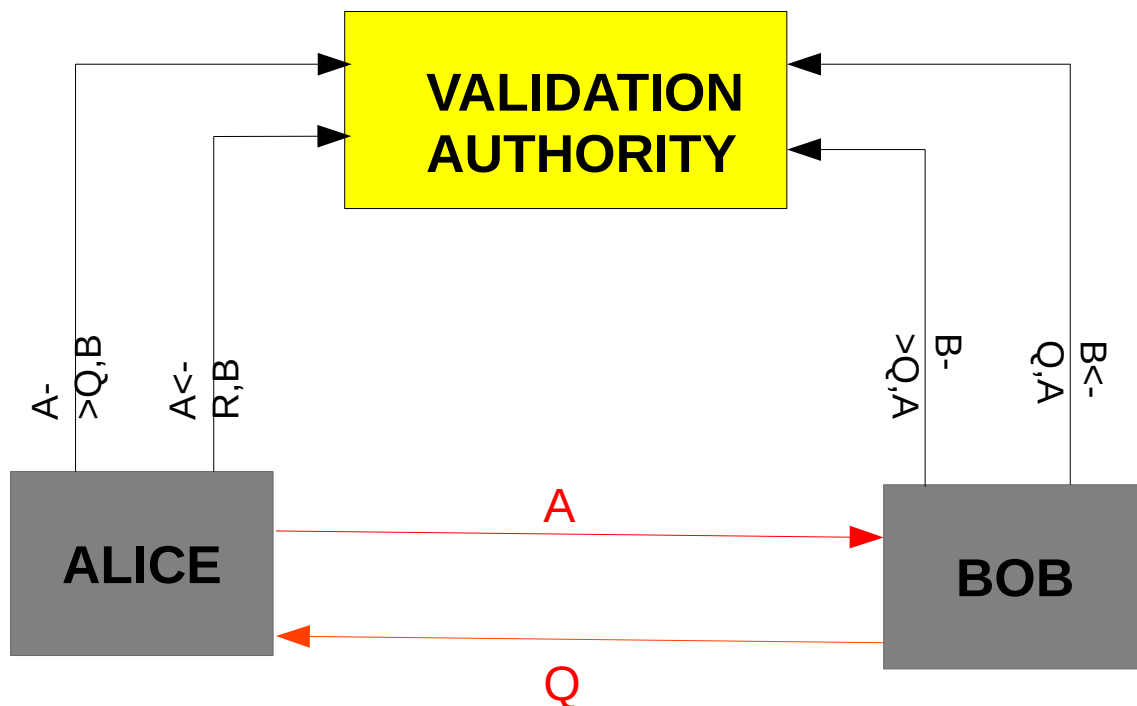 VALIDATION
AUTHORITY
A-
>Q,B
A<-
R,B
B-
>Q,A
B<-
Q,A
A
ALICE
BOB
Q